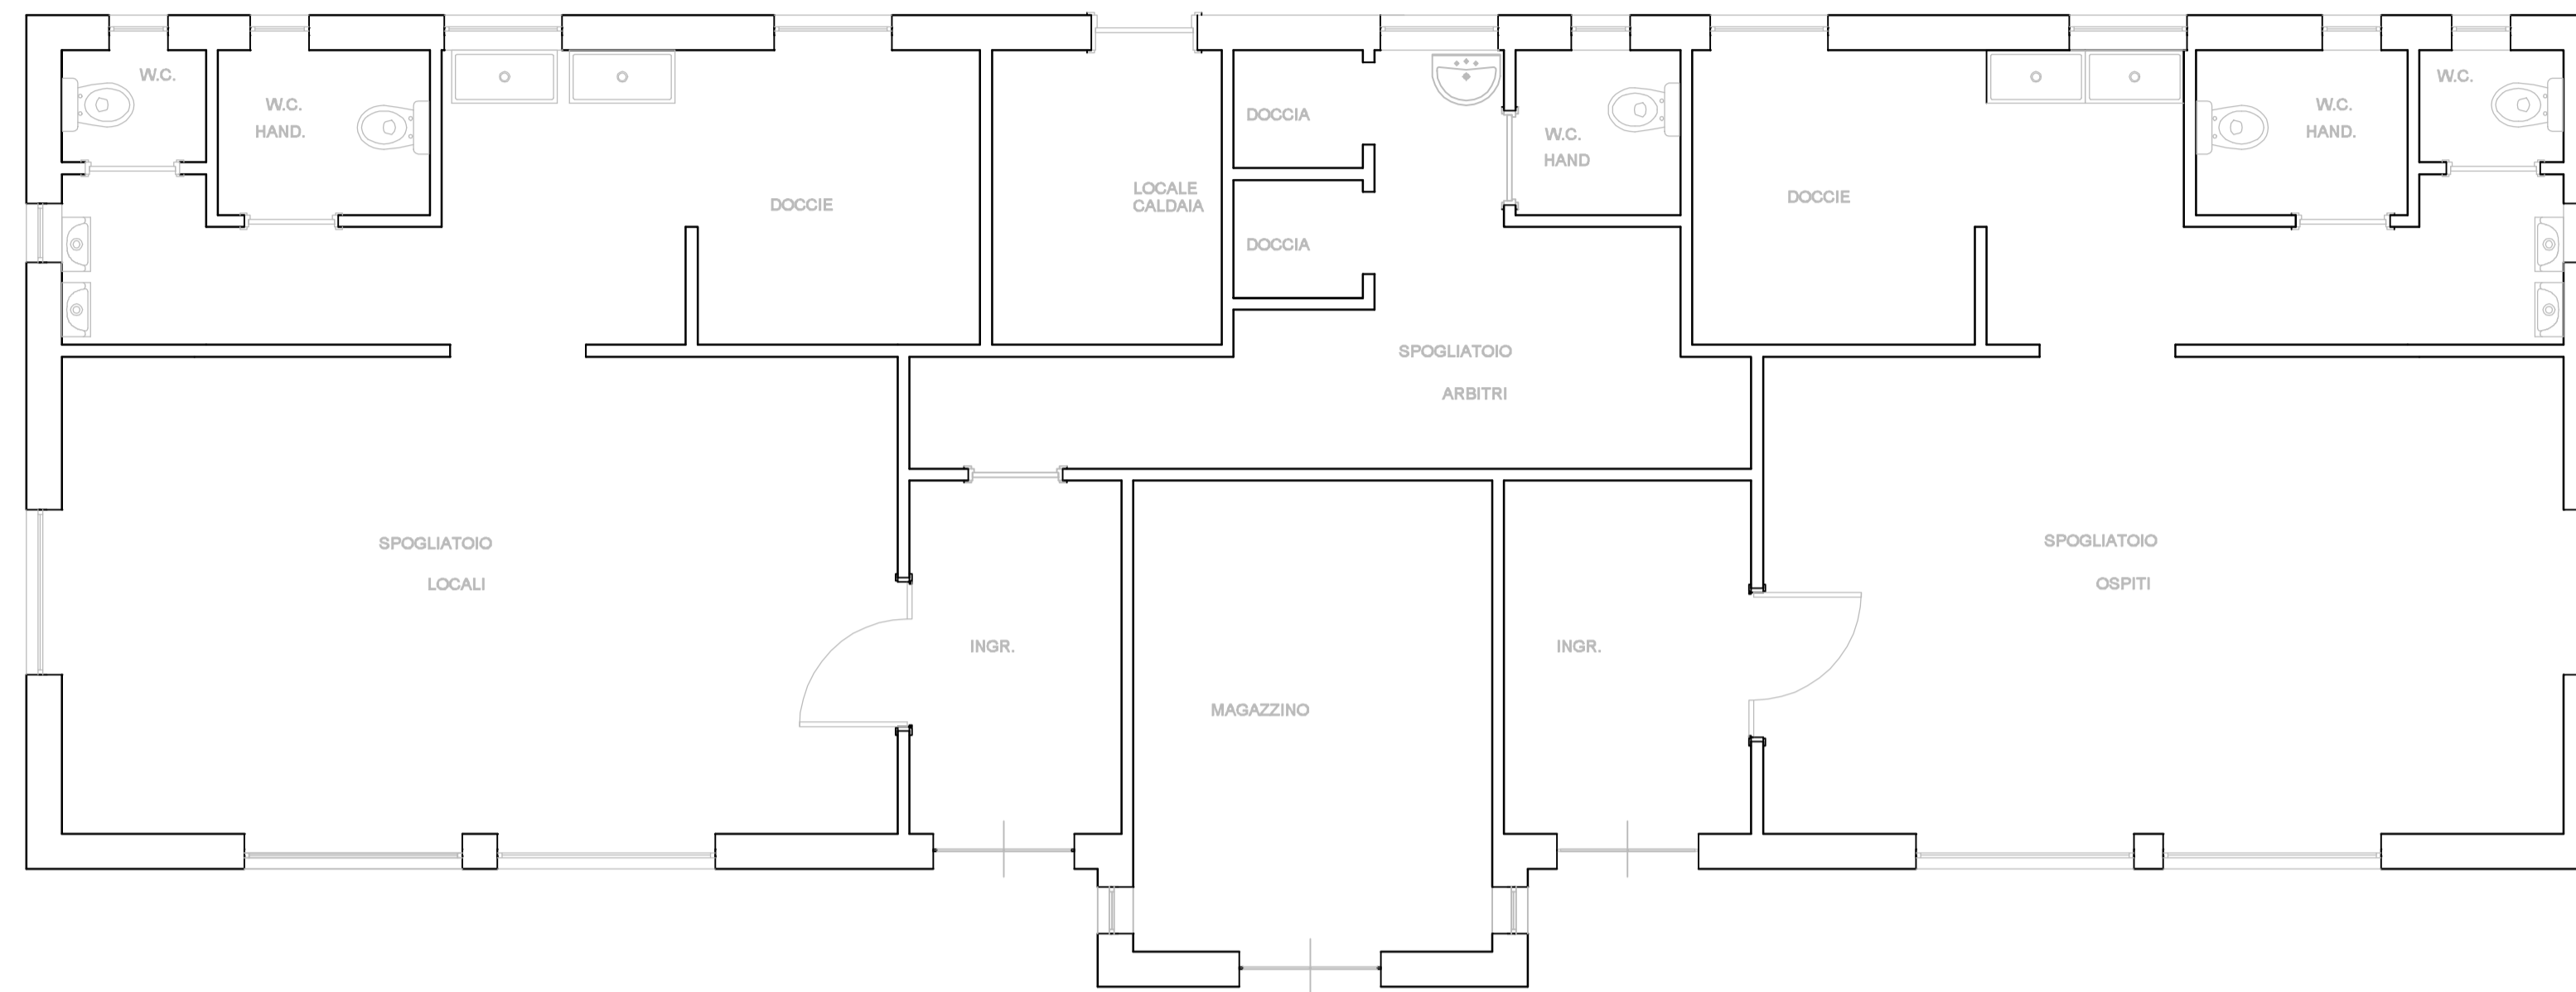 W.C.
W.C.
HAND.
DOCCIE
LOCALE
CALDAIA
DOCCIA
DOCCIA
W.C.
HAND
DOCCIE
W.C.
HAND.
W.C.
SPOGLIATOIO
ARBITRI
SPOGLIATOIO
LOCALI
INGR.
MAGAZZINO
INGR.
SPOGLIATOIO
OSPITI